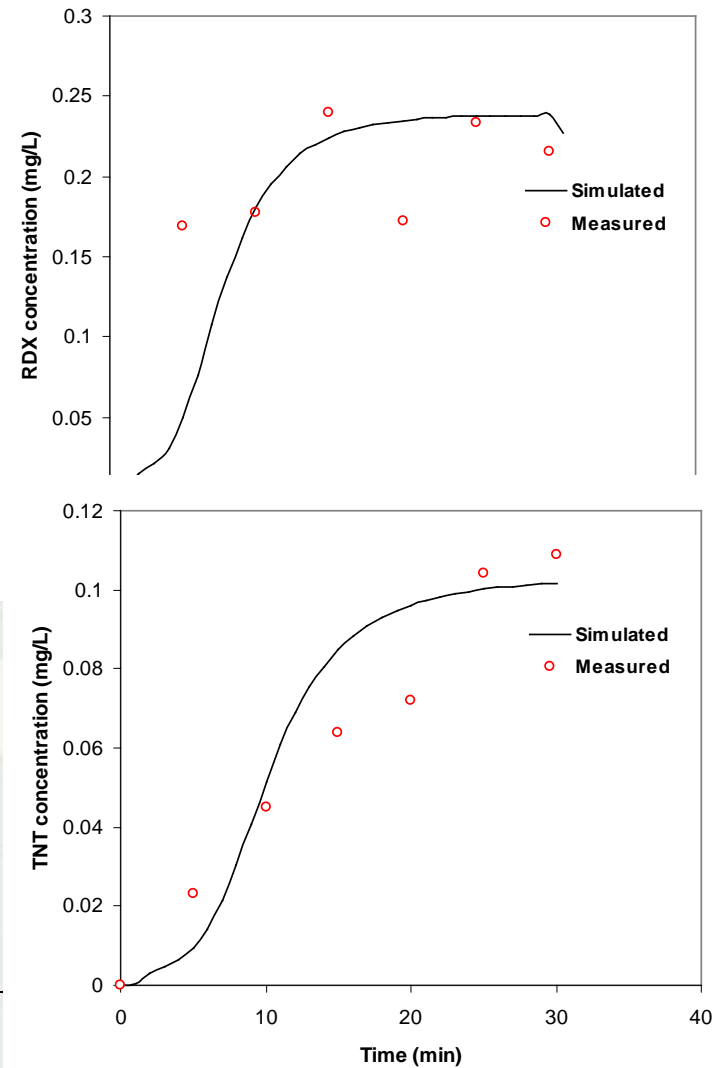 0.3
0.25
0.2
0.15
0.1
0.05
RDX concentration (mg/L)
Simulated
Measured
0.12
0.1
0.08
0.06
0.04
0.02
0
TNT concentration (mg/L)
Simulated
Measured
0 10 20 30 40
Time (min)